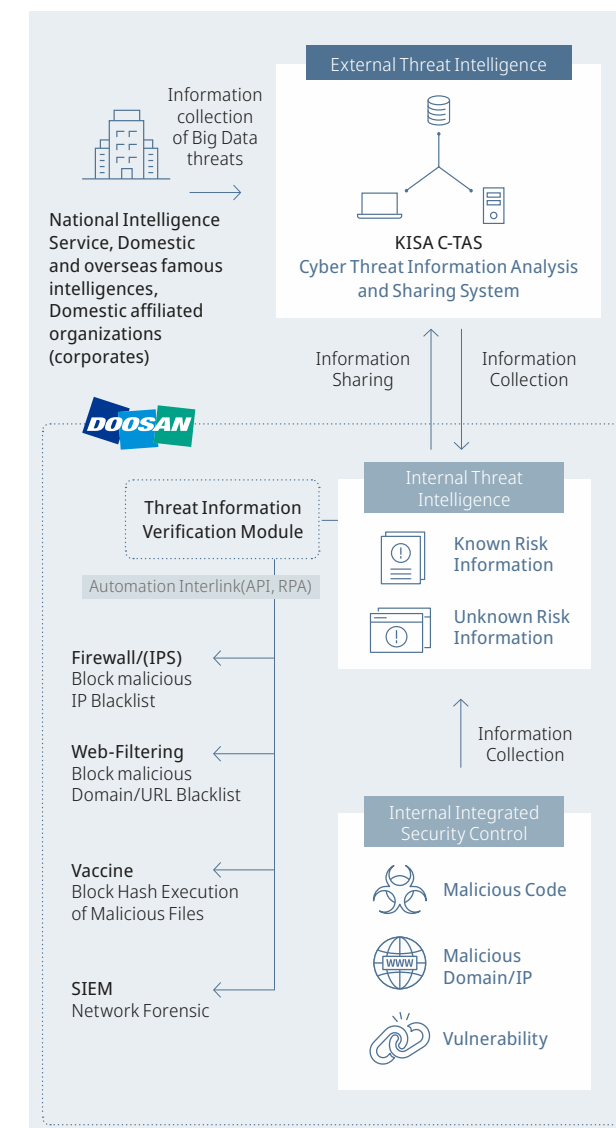 External Threat Intelligence
Information
collection
of Big Data
threats
National Intelligence
Service, Domestic
and overseas famous
intelligences,
Domestic affiliated
organizations
(corporates)
KISA C-TAS
Cyber Threat Information Analysis
and Sharing System
Information
Sharing
Information
Collection
DOOSAN
Threat Information
Verification Module
Internal Threat
Intelligence
Known Risk
Information
Unknown Risk
Information
Automation Interlink(API, RPA)
Firewall/(IPS)
Block malicious
IP Blacklist
Web-Filtering
Block malicious
Domain/URL Blacklist
Vaccine
Block Hash Execution
of Malicious Files
SIEM
Network Forensic
Information
Collection
Internal Integrated
Security Control
Malicious Code
WWW
Malicious
Domain/IP
Vulnerability